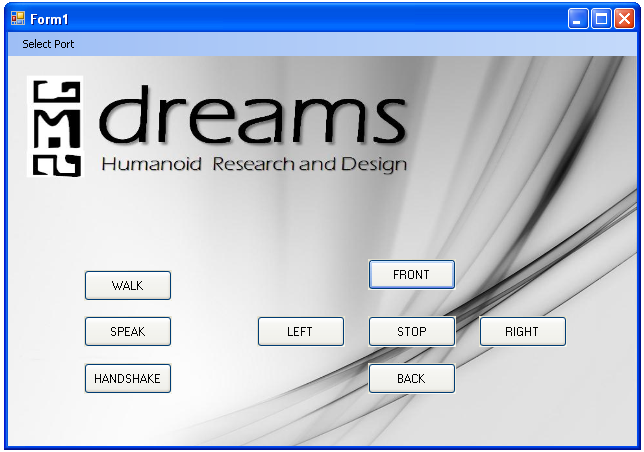 Form1
Select Port
dreams
Humanoid Research and Design
FRONT
WALK
SPEAK
LEFT
STOP
RIGHT
HANDSHAKE
BACK